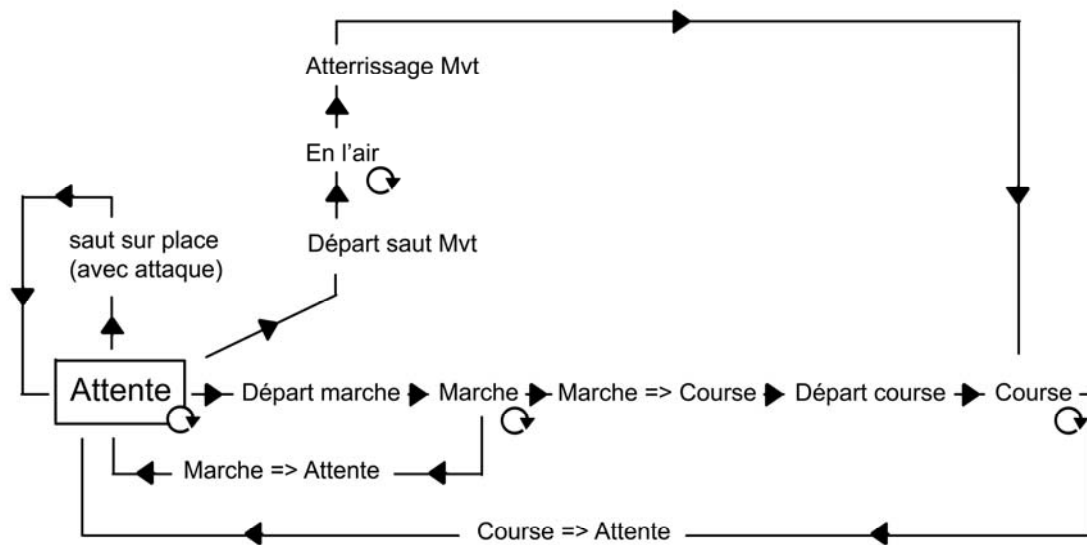 Atterrissage Mvt
En l'air
saut sur place
(avec attaque)
Départ saut Mvt
Attente
Départ marche
Marche
Marche => Course
Départ course
Course
Marche => Attente
Course => Attente